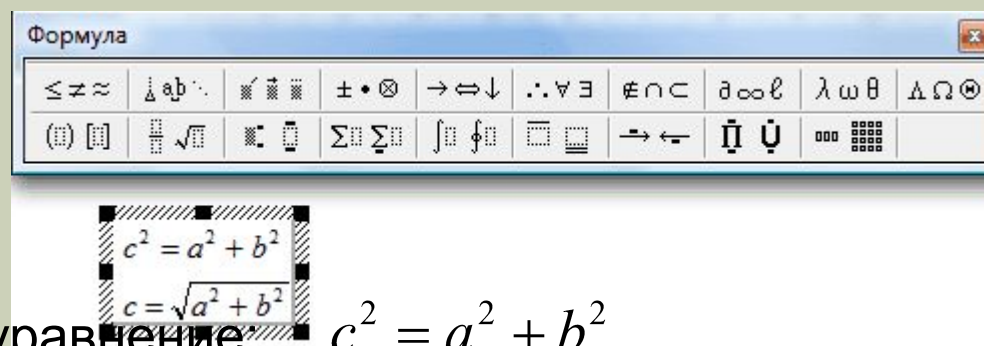 Формула
≤ ≠ ≈ a͎b ⋱ ± • ⊗ → ⇔ ↓ ∴ ∀ ∃ ∉ ∩ ⊂ ∂ ∞ ℓ λ ω θ Λ Ω Θ
(▯) [▯] √▯ Σ▯ Σ▯ ∫▯ ∮▯ → ← Π̄ Ụ
c² = a² + b²
c = √(a² + b²)
уравнение: c² = a² + b²